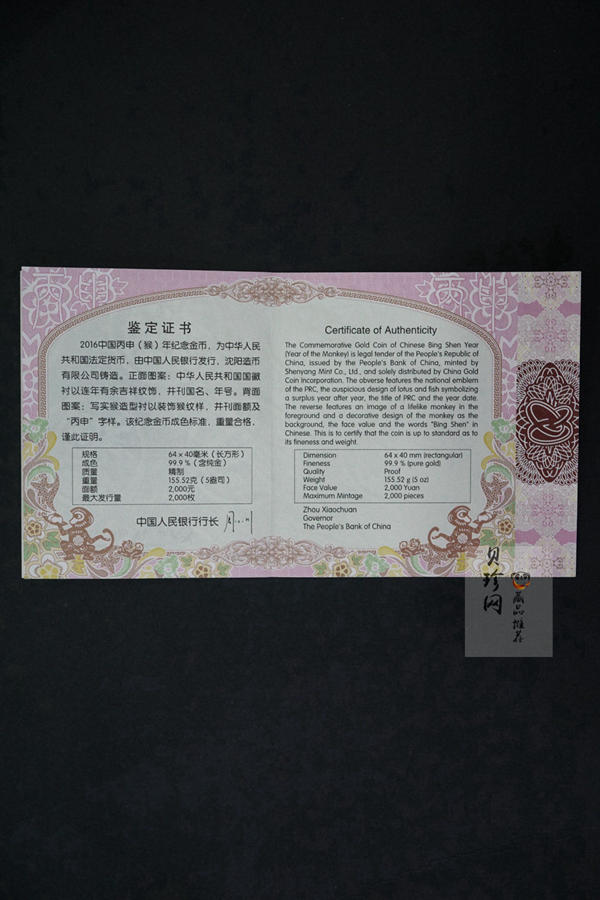 鉴定证书
2016中国丙申（猴）年纪念金币，为中华人民
共和国法定货币，由中国人民银行发行，沈阳造币
有限公司铸造。正面图案：中华人民共和国国徽
衬以连年有余吉祥纹饰，并刊国名、年号。背面
图案：写实猴造型衬以装饰猴纹样，并刊面额及
“丙申”字样。该纪念金币成色标准，重量合格，
谨此证明。
规格 64×40毫米（长方形）
成色 99.9％（含纯金）
质量 精制
重量 155.52克（5盎司）
面额 2,000元
最大发行量 2,000枚
中国人民银行行长
Certificate of Authenticity
The Commemorative Gold Coin of Chinese Bing Shen Year
(Year of the Monkey) is legal tender of the People's Republic of
China, issued by the People's Bank of China, minted by
Shenyang Mint Co., Ltd., and solely distributed by China Gold
Coin Incorporation. The obverse features the national emblem
of the PRC, the auspicious design of lotus and fish symbolizing
a surplus year after year, the title of PRC and the year date.
The reverse features an image of a lifelike monkey in the
foreground and a decorative design of the monkey as the
background, the face value and the words "Bing Shen" in
Chinese. This is to certify that the coin is up to standard as to
its fineness and weight.
Dimension 64 x 40 mm (rectangular)
Fineness 99.9 % (pure gold)
Quality Proof
Weight 155.52 g (5 oz)
Face Value 2,000 Yuan
Maximum Mintage 2,000 pieces
Zhou Xiaochuan
Governor
The People's Bank of China
贝珍网
藏品推荐